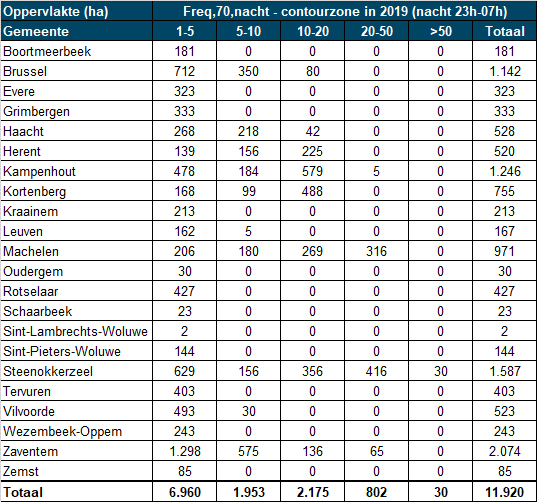 Oppervlakte (ha) Freq,70,nacht - contourzone in 2019 (nacht 23h-07h)
Gemeente 1-5 5-10 10-20 20-50 >50 Totaal
Boortmeerbeek 181 0 0 0 0 181
Brussel 712 350 80 0 0 1.142
Evere 323 0 0 0 0 323
Grimbergen 333 0 0 0 0 333
Haacht 268 218 42 0 0 528
Herent 139 156 225 0 0 520
Kampenhout 478 184 579 5 0 1.246
Kortenberg 168 99 488 0 0 755
Kraainem 213 0 0 0 0 213
Leuven 162 5 0 0 0 167
Machelen 206 180 269 316 0 971
Oudergem 30 0 0 0 0 30
Rotselaar 427 0 0 0 0 427
Schaarbeek 23 0 0 0 0 23
Sint-Lambrechts-Woluwe 2 0 0 0 0 2
Sint-Pieters-Woluwe 144 0 0 0 0 144
Steenokkerzeel 629 156 356 416 30 1.587
Tervuren 403 0 0 0 0 403
Vilvoorde 493 30 0 0 0 523
Wezembeek-Oppem 243 0 0 0 0 243
Zaventem 1.298 575 136 65 0 2.074
Zemst 85 0 0 0 0 85
Totaal 6.960 1.953 2.175 802 30 11.920